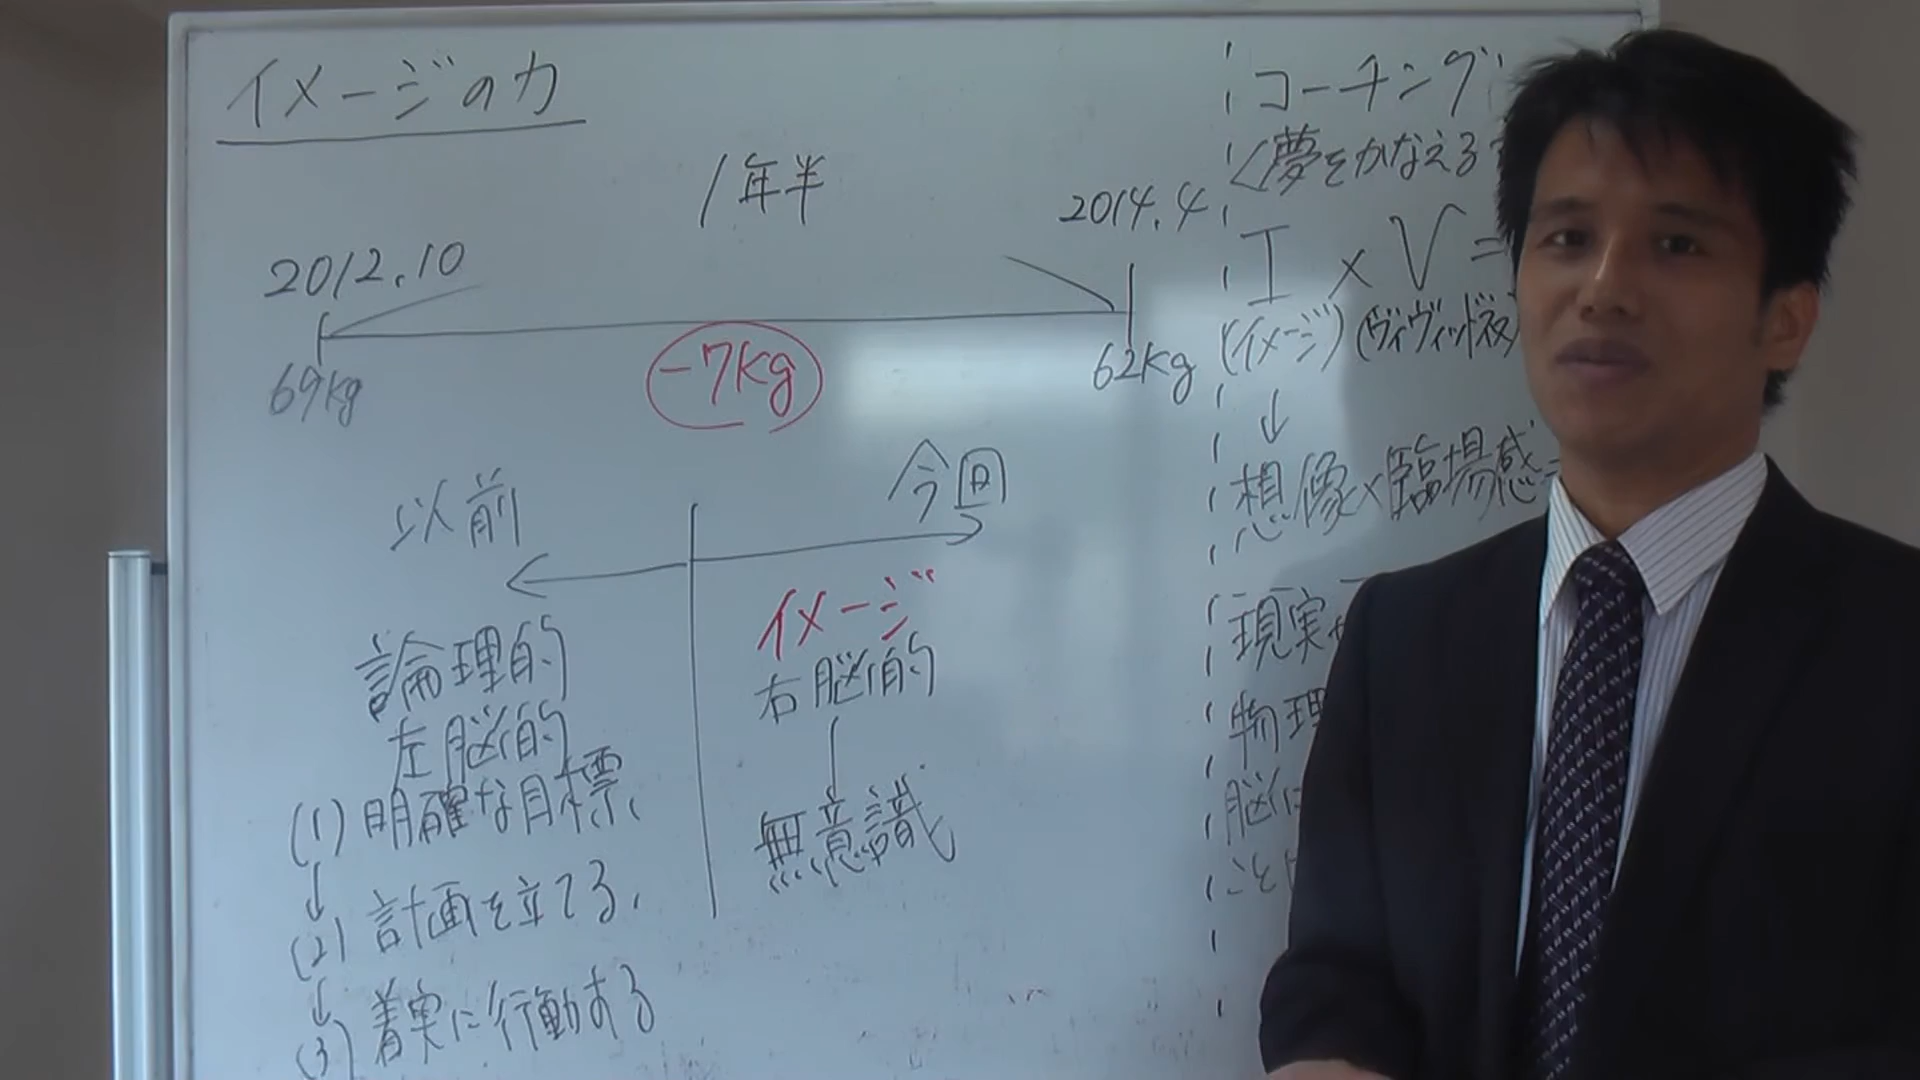 イメージの力
1年半
2012.10
2014.4
69kg
-7kg
62kg
以前
今回
論理的
左脳的
(1) 明確な目標、
↓
(2) 計画を立てる、
↓
(3) 着実に行動する
イメージ
右脳的
無意識
コーチング
<夢をかなえる
I × V =
(イメージ) (ヴィヴィッド
↓
想像×臨場感=
現実
物理
脳に
ことは